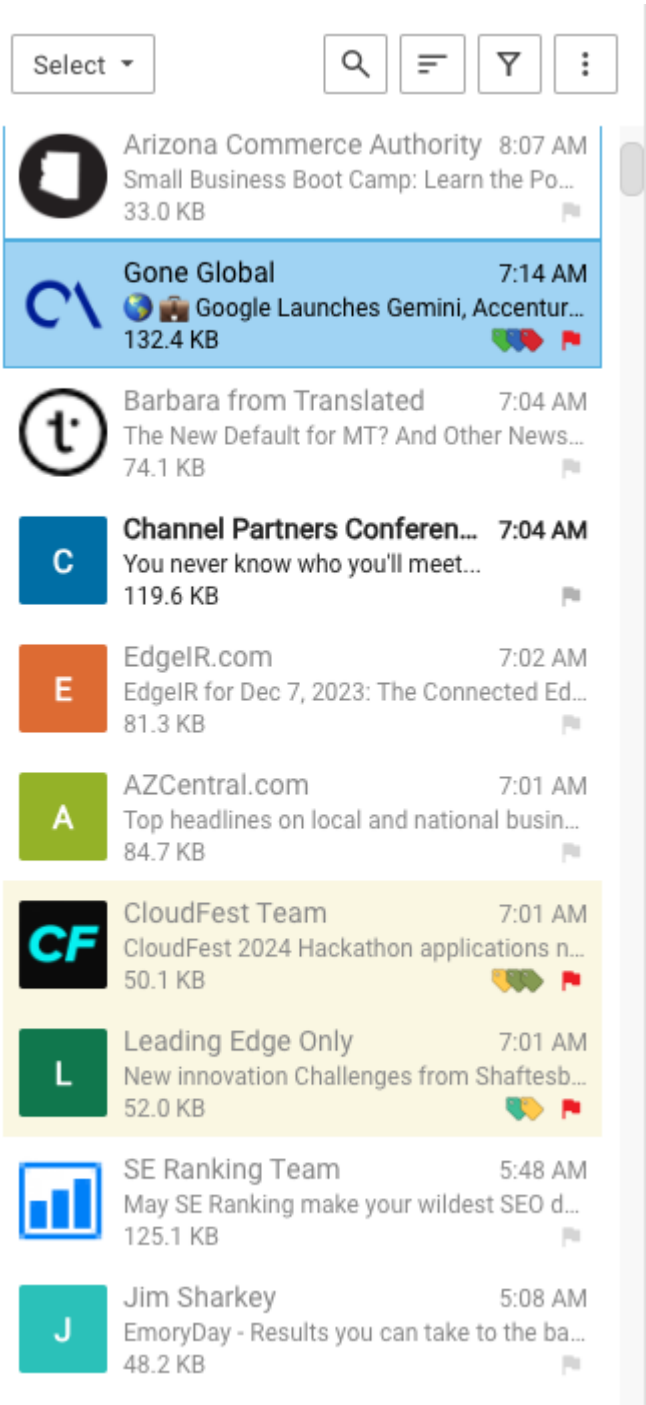 Select
Arizona Commerce Authority 8:07 AM
Small Business Boot Camp: Learn the Po...
33.0 KB
Gone Global 7:14 AM
🌎 💼 Google Launches Gemini, Accentur...
132.4 KB
Barbara from Translated 7:04 AM
t
The New Default for MT? And Other News...
74.1 KB
Channel Partners Conferen... 7:04 AM
C
You never know who you'll meet...
119.6 KB
EdgeIR.com 7:02 AM
E
EdgeIR for Dec 7, 2023: The Connected Ed...
81.3 KB
AZCentral.com 7:01 AM
A
Top headlines on local and national busin...
84.7 KB
CloudFest Team 7:01 AM
CF
CloudFest 2024 Hackathon applications n...
50.1 KB
Leading Edge Only 7:01 AM
L
New innovation Challenges from Shaftesb...
52.0 KB
SE Ranking Team 5:48 AM
May SE Ranking make your wildest SEO d...
125.1 KB
Jim Sharkey 5:08 AM
J
EmoryDay - Results you can take to the ba...
48.2 KB